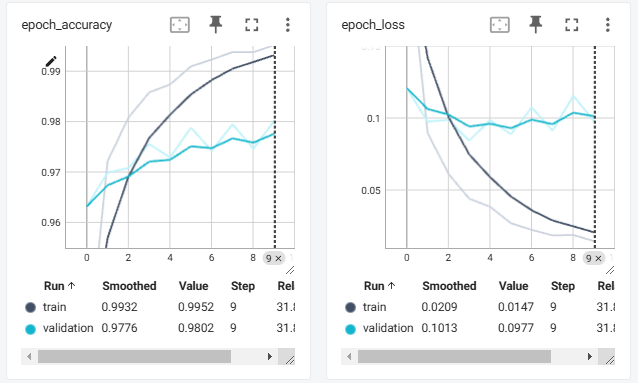 epoch_accuracy
0.99
0.98
0.97
0.96
0 2 4 6 8 9 ×
Run ↑ Smoothed Value Step Rel
train 0.9932 0.9952 9 31.8
validation 0.9776 0.9802 9 31.8
epoch_loss
0.1
0.05
0 2 4 6 8 9 ×
Run ↑ Smoothed Value Step Rel
train 0.0209 0.0147 9 31.8
validation 0.1013 0.0977 9 31.8